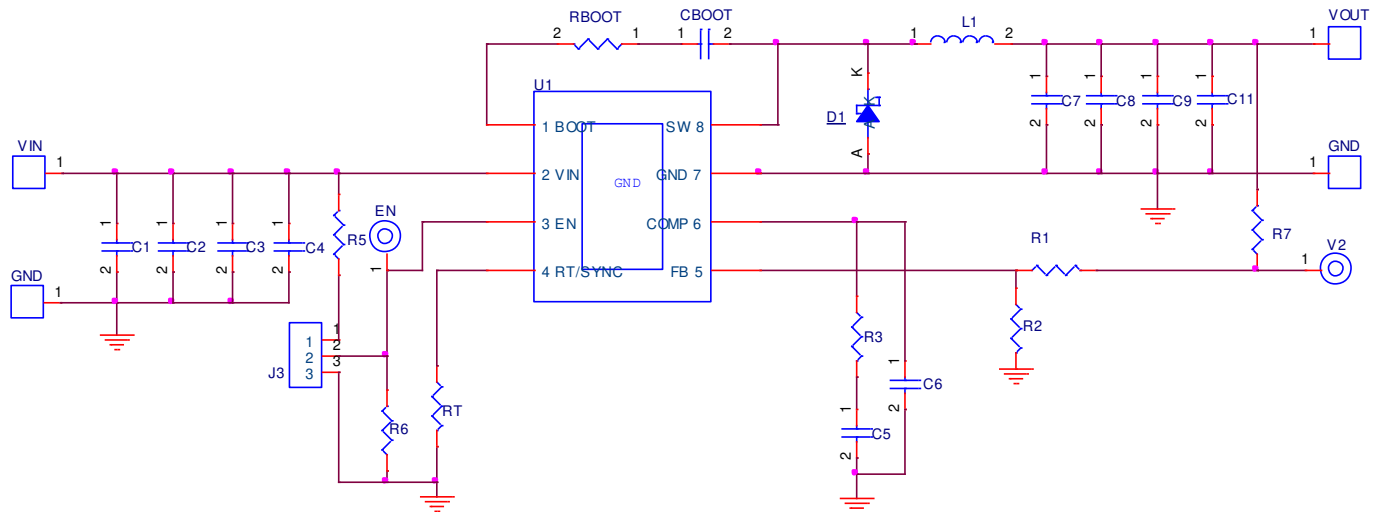 RBOOT
CBOOT
L1
VOUT
2
1
1
2
1
2
1
U1
K
A
K
D1
A
1
2
C7
1
2
C8
1
2
C9
1
2
C11
1 BOOT
SW 8
VIN
1
2 VIN
GND
GND 7
1
GND
3 EN
COMP 6
4 RT/SYNC
FB 5
1
2
C1
1
2
C2
1
2
C3
1
2
C4
R5
EN
1
R1
R7
1
V2
GND
1
R2
J3
1
2
3
1
2
3
R6
RT
R3
1
2
C6
1
2
C5